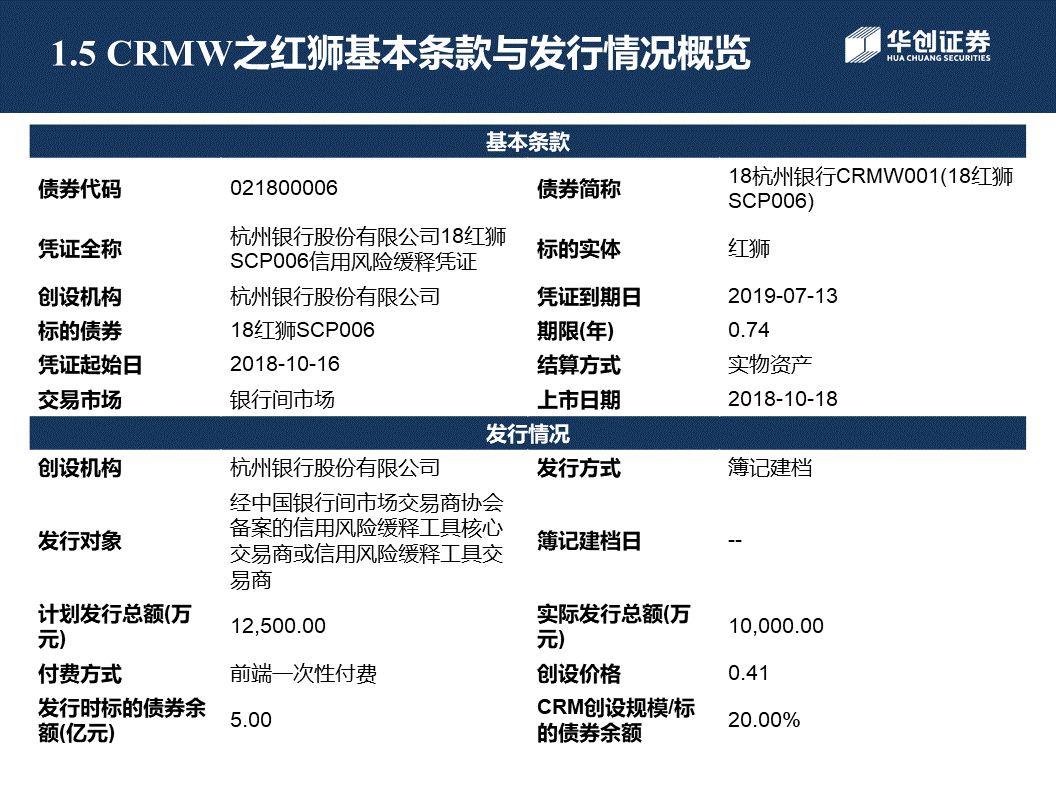 1.5 CRMW之红狮基本条款与发行情况概览
华创证券
HUA CHUANG SECURITIES
基本条款
债券代码 021800006 债券简称 18杭州银行CRMW001(18红狮
SCP006)
凭证全称 杭州银行股份有限公司18红狮
SCP006信用风险缓释凭证 标的实体 红狮
创设机构 杭州银行股份有限公司 凭证到期日 2019-07-13
标的债券 18红狮SCP006 期限(年) 0.74
凭证起始日 2018-10-16 结算方式 实物资产
交易市场 银行间市场 上市日期 2018-10-18
发行情况
创设机构 杭州银行股份有限公司 发行方式 簿记建档
发行对象 经中国银行间市场交易商协会
备案的信用风险缓释工具核心
交易商或信用风险缓释工具交
易商 簿记建档日 --
计划发行总额(万
元) 12,500.00 实际发行总额(万
元) 10,000.00
付费方式 前端一次性付费 创设价格 0.41
发行时标的债券余
额(亿元) 5.00 CRM创设规模/标
的债券余额 20.00%